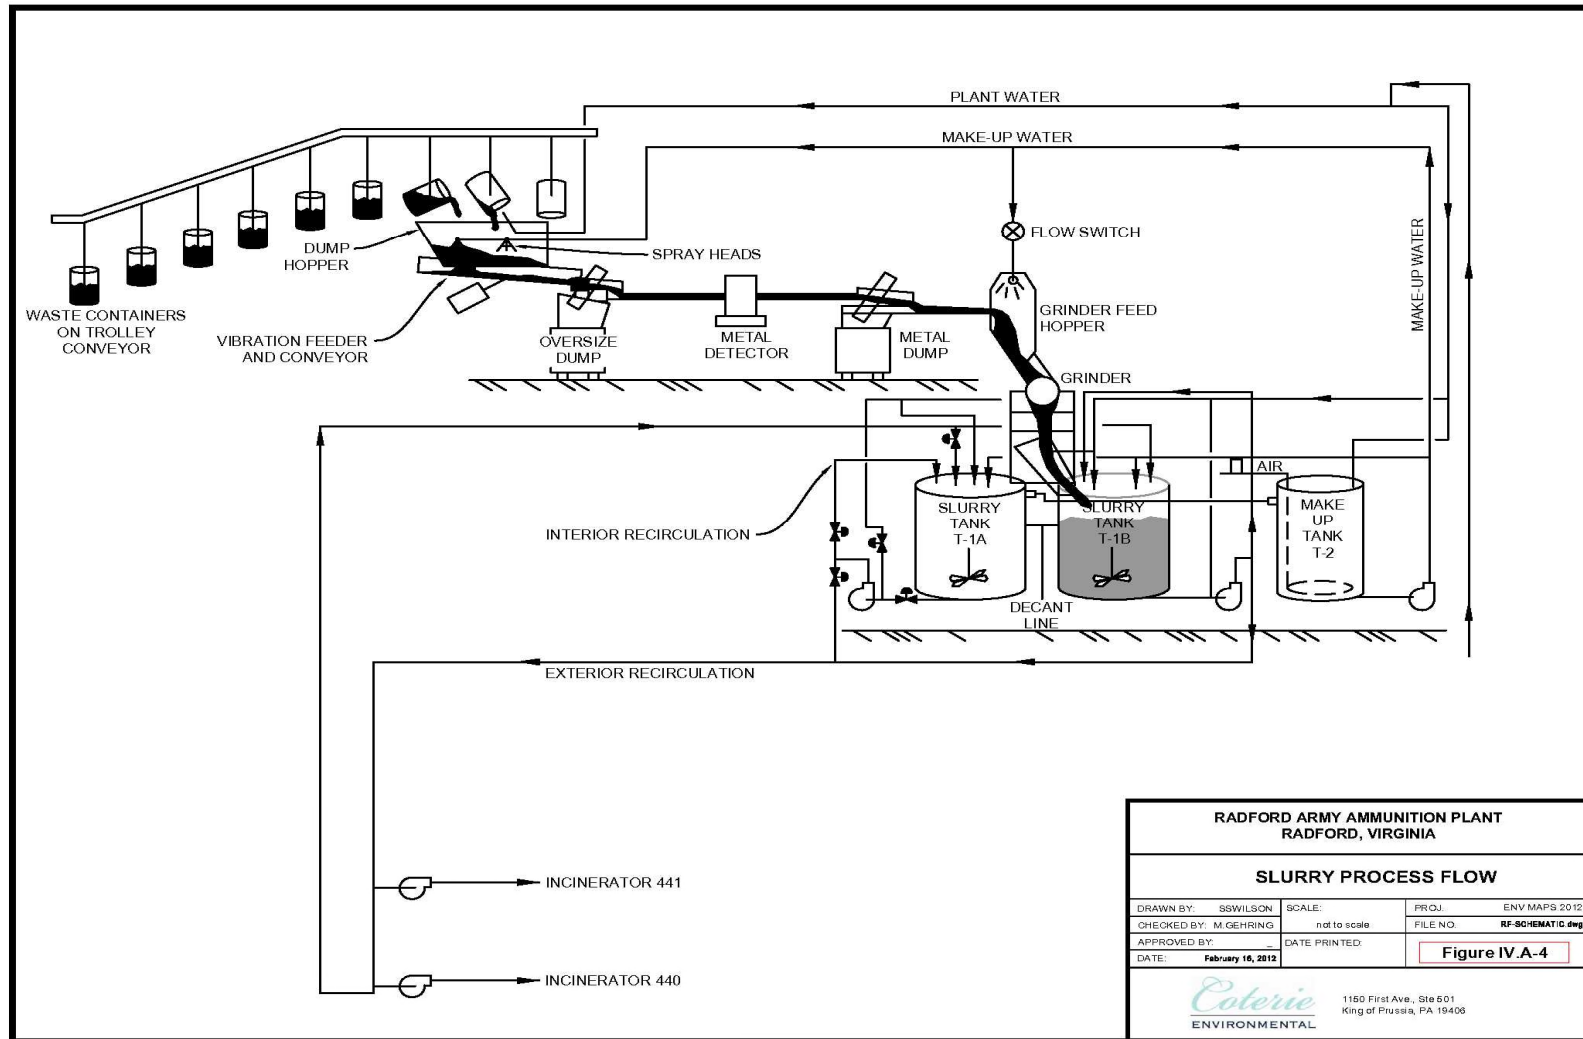 PLANT WATER
MAKE-UP WATER
FLOW SWITCH
DUMP
HOPPER
SPRAY HEADS
WASTE CONTAINERS
ON TROLLEY
CONVEYOR
VIBRATION FEEDER
AND CONVEYOR
OVERSIZE
DUMP
METAL
DETECTOR
METAL
DUMP
GRINDER FEED
HOPPER
GRINDER
MAKE-UP WATER
AIR
INTERIOR RECIRCULATION
SLURRY
TANK
T-1A
SLURRY
TANK
T-1B
MAKE
UP
TANK
T-2
DECANT
LINE
EXTERIOR RECIRCULATION
INCINERATOR 441
INCINERATOR 440
RADFORD ARMY AMMUNITION PLANT
RADFORD, VIRGINIA
SLURRY PROCESS FLOW
DRAWN BY: SSWILSON
SCALE:
not to scale
PROJ. ENV MAPS 2012
CHECKED BY: M.GEHRING
FILE NO. RF-SCHEMATIC.dwg
APPROVED BY: _
DATE PRINTED:
Figure IV.A-4
DATE: February 16, 2012
Coterie
ENVIRONMENTAL
1150 First Ave., Ste 501
King of Prussia, PA 19406